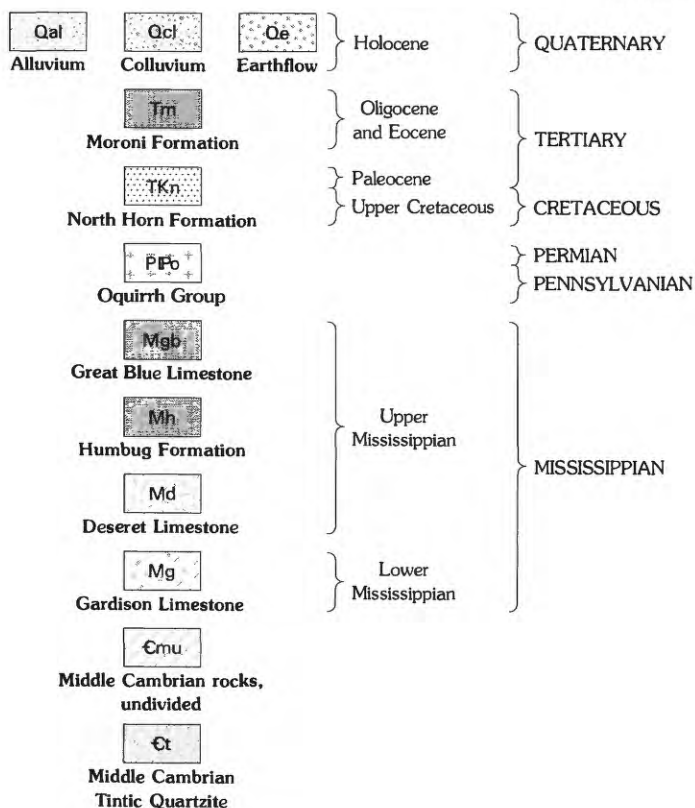 Qal Qcl Qe
Alluvium Colluvium Earthflow
Holocene QUATERNARY
Tm
Moroni Formation
Oligocene
and Eocene
TERTIARY
TKn
North Horn Formation
Paleocene
Upper Cretaceous CRETACEOUS
PIPo
Oquirrh Group
PERMIAN
PENNSYLVANIAN
Mgb
Great Blue Limestone
Mh
Humbug Formation
Upper
Mississippian
MISSISSIPPIAN
Md
Deseret Limestone
Mg
Gardison Limestone
Lower
Mississippian
Єmu
Middle Cambrian rocks,
undivided
Єt
Middle Cambrian
Tintic Quartzite